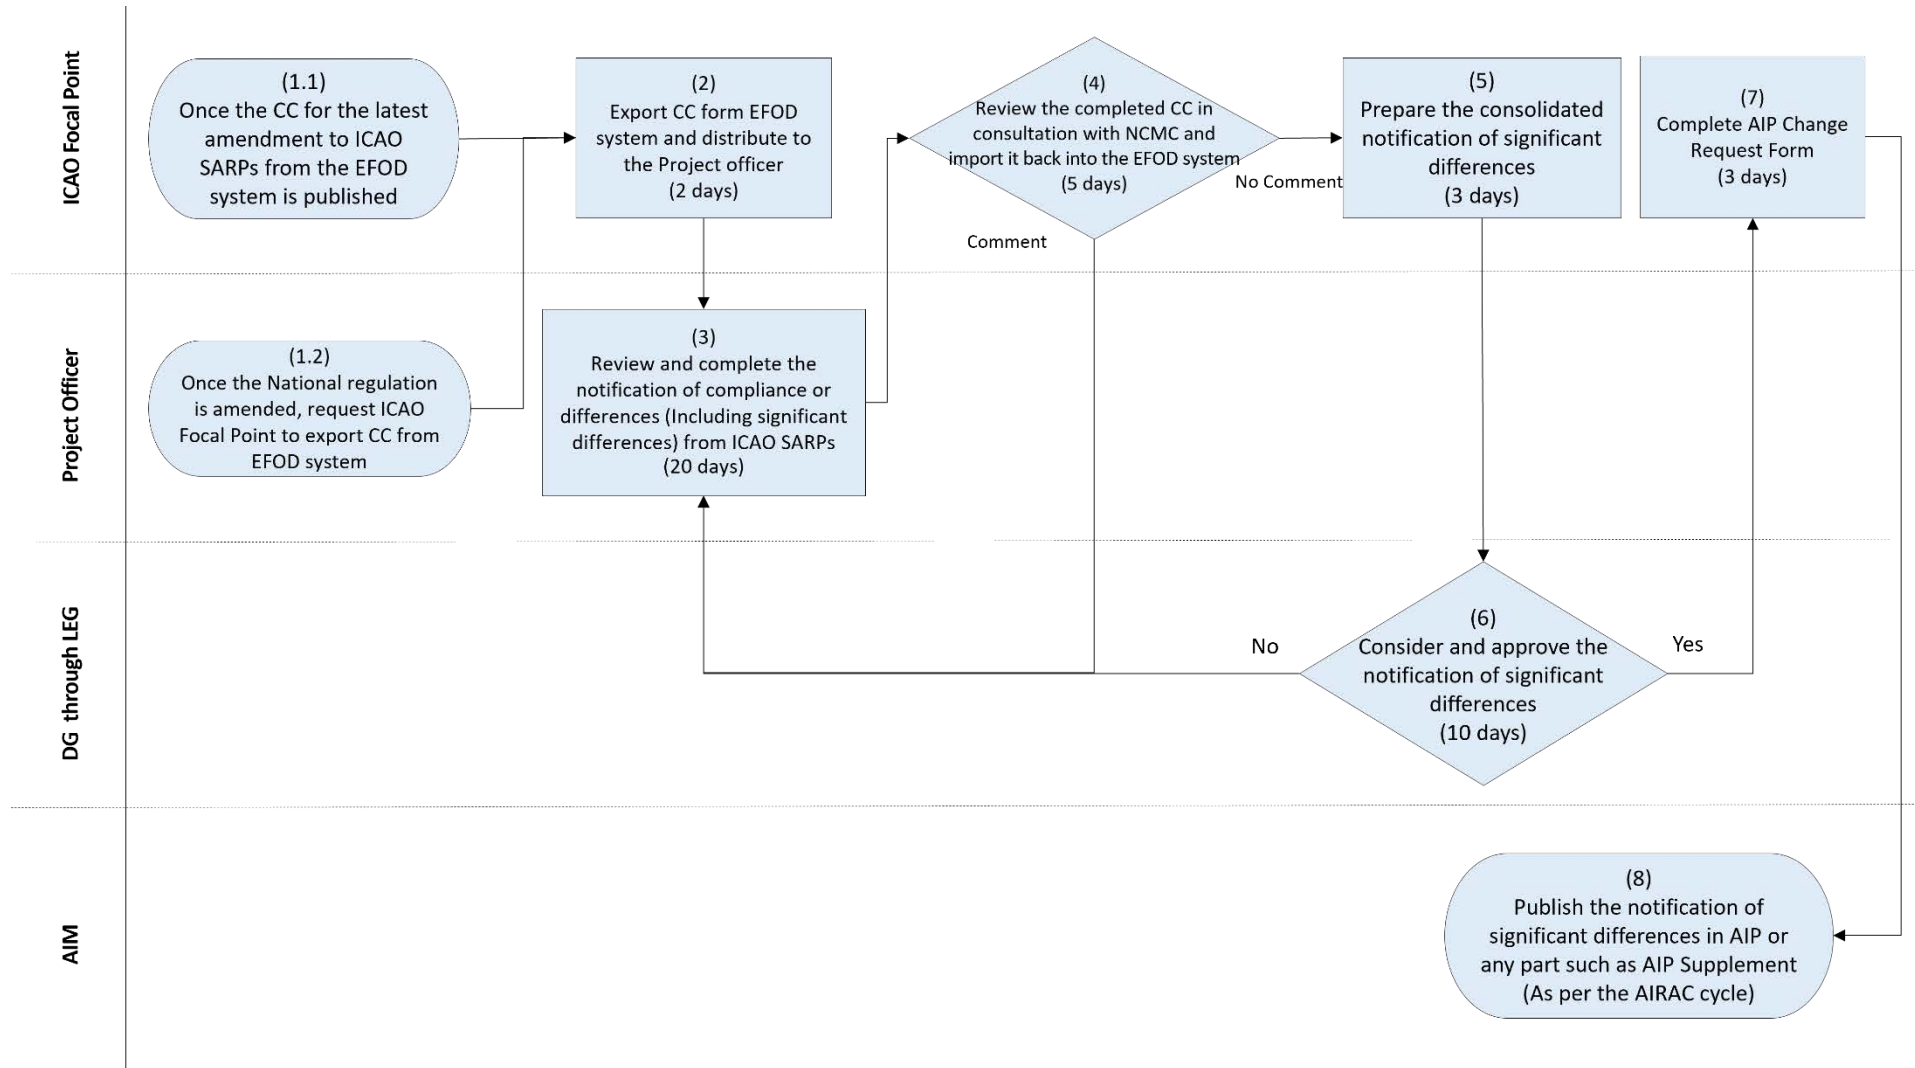 ICAO Focal Point
(1.1)
Once the CC for the latest
amendment to ICAO
SARPs from the EFOD
system is published
(2)
Export CC form EFOD
system and distribute to
the Project officer
(2 days)
(4)
Review the completed CC in
consultation with NCMC and
import it back into the EFOD system
(5 days)
No Comment
Comment
(5)
Prepare the consolidated
notification of significant
differences
(3 days)
(7)
Complete AIP Change
Request Form
(3 days)
Project Officer
(1.2)
Once the National regulation
is amended, request ICAO
Focal Point to export CC from
EFOD system
(3)
Review and complete the
notification of compliance or
differences (Including significant
differences) from ICAO SARPs
(20 days)
DG through LEG
No
(6)
Consider and approve the
notification of significant
differences
(10 days)
Yes
AIM
(8)
Publish the notification of
significant differences in AIP or
any part such as AIP Supplement
(As per the AIRAC cycle)